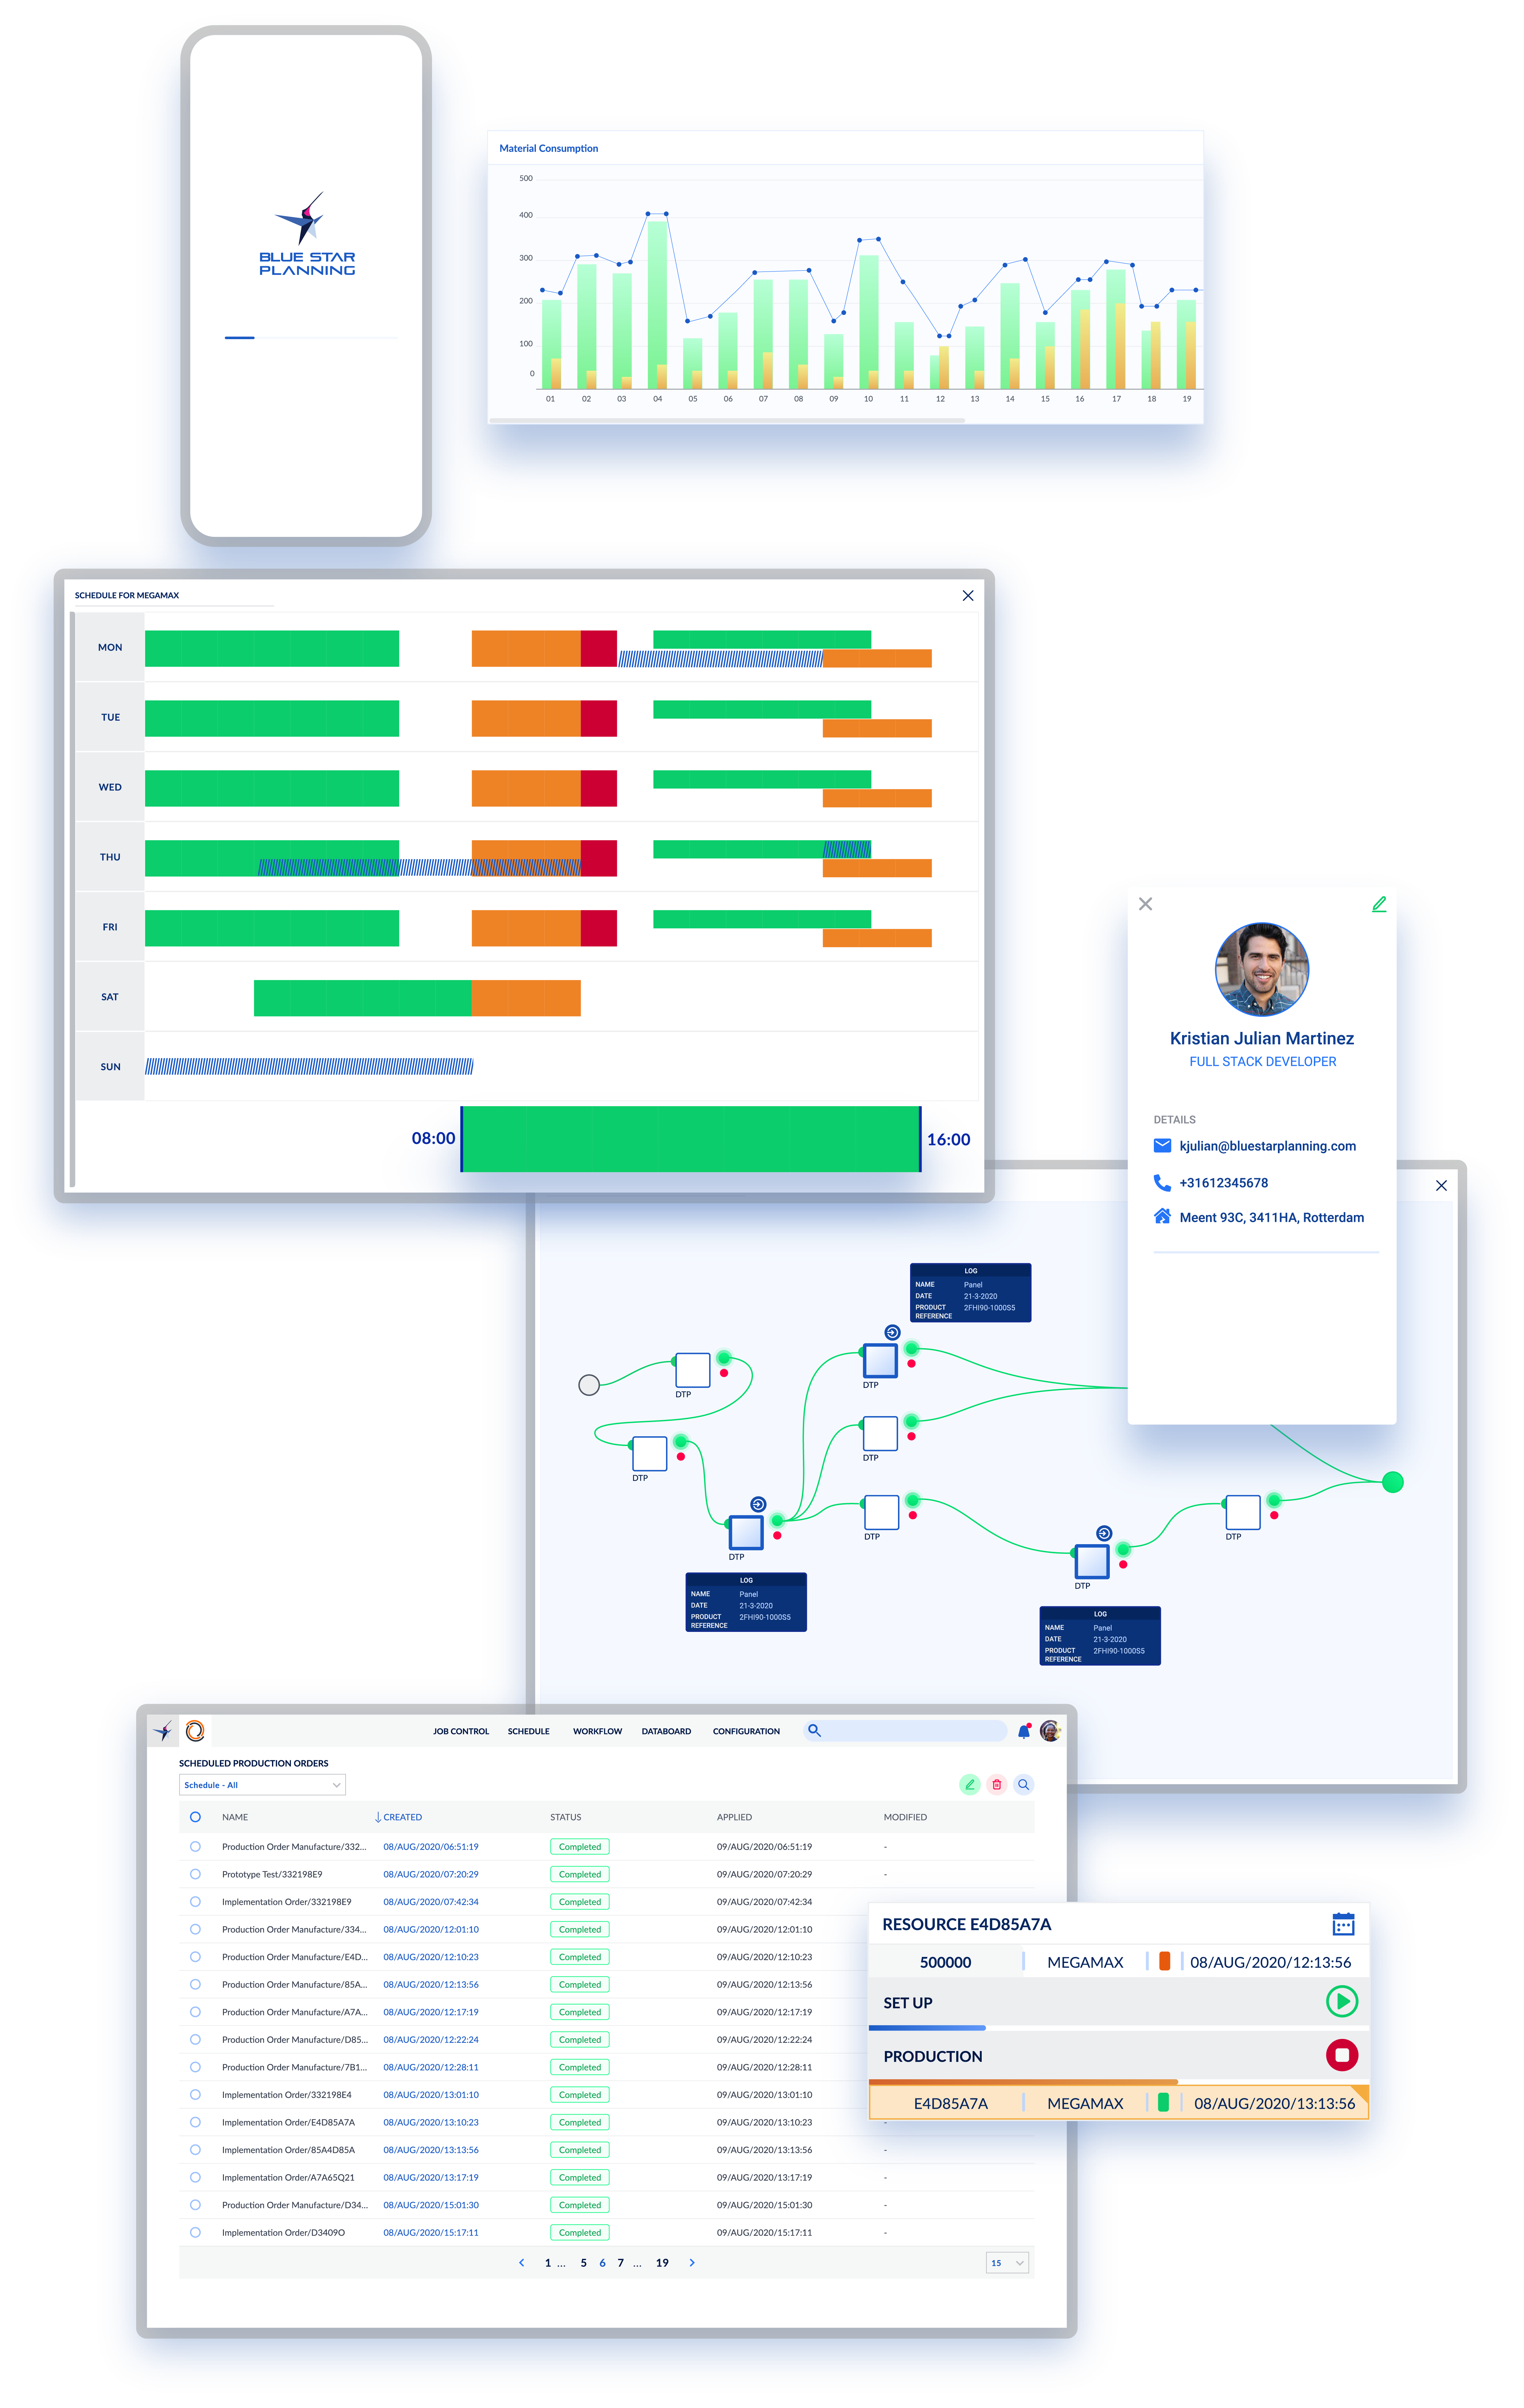 BLUE STAR
PLANNING
Material Consumption
500
400
300
200
100
0
01 02 03 04 05 06 07 08 09 10 11 12 13 14 15 16 17 18 19
SCHEDULE FOR MEGAMAX
MON
TUE
WED
THU
FRI
SAT
SUN
08:00 16:00
Kristian Julian Martinez
FULL STACK DEVELOPER
DETAILS
kjulian@bluestarplanning.com
+31612345678
Meent 93C, 3411HA, Rotterdam
LOG
NAME Panel
DATE 21-3-2020
PRODUCT 2FHI90-1000S5
REFERENCE
DTP
DTP
DTP
DTP
DTP
DTP
DTP
DTP
LOG
NAME Panel
DATE 21-3-2020
PRODUCT 2FHI90-1000S5
REFERENCE
LOG
NAME Panel
DATE 21-3-2020
PRODUCT 2FHI90-1000S5
REFERENCE
JOB CONTROL SCHEDULE WORKFLOW DATABOARD CONFIGURATION
SCHEDULED PRODUCTION ORDERS
Schedule - All
NAME CREATED STATUS APPLIED MODIFIED
Production Order Manufacture/332... 08/AUG/2020/06:51:19 Completed 09/AUG/2020/06:51:19 -
Prototype Test/332198E9 08/AUG/2020/07:20:29 Completed 09/AUG/2020/07:20:29 -
Implementation Order/332198E9 08/AUG/2020/07:42:34 Completed 09/AUG/2020/07:42:34
Production Order Manufacture/334... 08/AUG/2020/12:01:10 Completed 09/AUG/2020/12:01:10
Production Order Manufacture/E4D... 08/AUG/2020/12:10:23 Completed 09/AUG/2020/12:10:23
Production Order Manufacture/85A... 08/AUG/2020/12:13:56 Completed 09/AUG/2020/12:13:56
Production Order Manufacture/A7A... 08/AUG/2020/12:17:19 Completed 09/AUG/2020/12:17:19
Production Order Manufacture/D85... 08/AUG/2020/12:22:24 Completed 09/AUG/2020/12:22:24
Production Order Manufacture/7B1... 08/AUG/2020/12:28:11 Completed 09/AUG/2020/12:28:11
Implementation Order/332198E4 08/AUG/2020/13:01:10 Completed 09/AUG/2020/13:01:10
Implementation Order/E4D85A7A 08/AUG/2020/13:10:23 Completed 09/AUG/2020/13:10:23 -
Implementation Order/85A4D85A 08/AUG/2020/13:13:56 Completed 09/AUG/2020/13:13:56 -
Implementation Order/A7A65Q21 08/AUG/2020/13:17:19 Completed 09/AUG/2020/13:17:19 -
Production Order Manufacture/D34... 08/AUG/2020/15:01:30 Completed 09/AUG/2020/15:01:30 -
Implementation Order/D3409O 08/AUG/2020/15:17:11 Completed 09/AUG/2020/15:17:11 -
1 ... 5 6 7 ... 19 15
RESOURCE E4D85A7A
500000 MEGAMAX 08/AUG/2020/12:13:56
SET UP
PRODUCTION
E4D85A7A MEGAMAX 08/AUG/2020/13:13:56